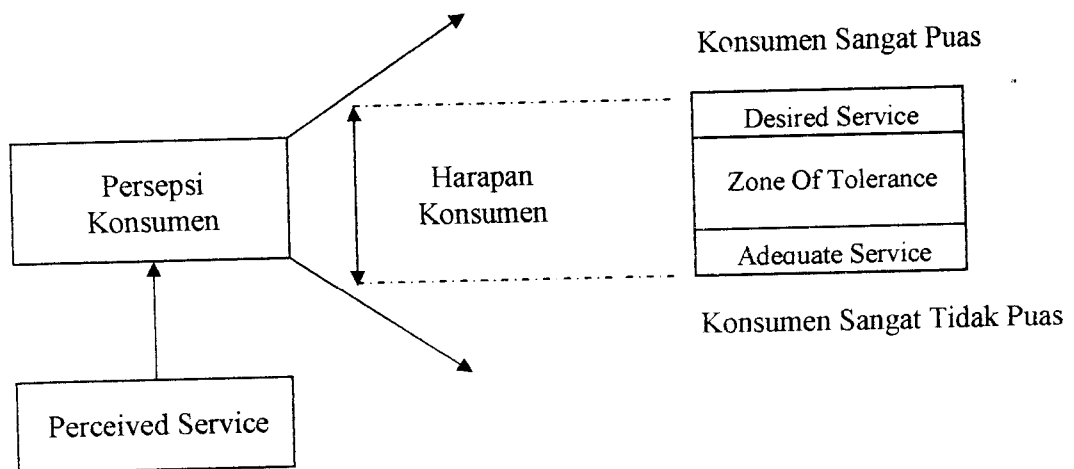 Konsumen Sangat Puas
Desired Service
Zone Of Tolerance
Adequate Service
Konsumen Sangat Tidak Puas
Harapan
Konsumen
Persepsi
Konsumen
Perceived Service